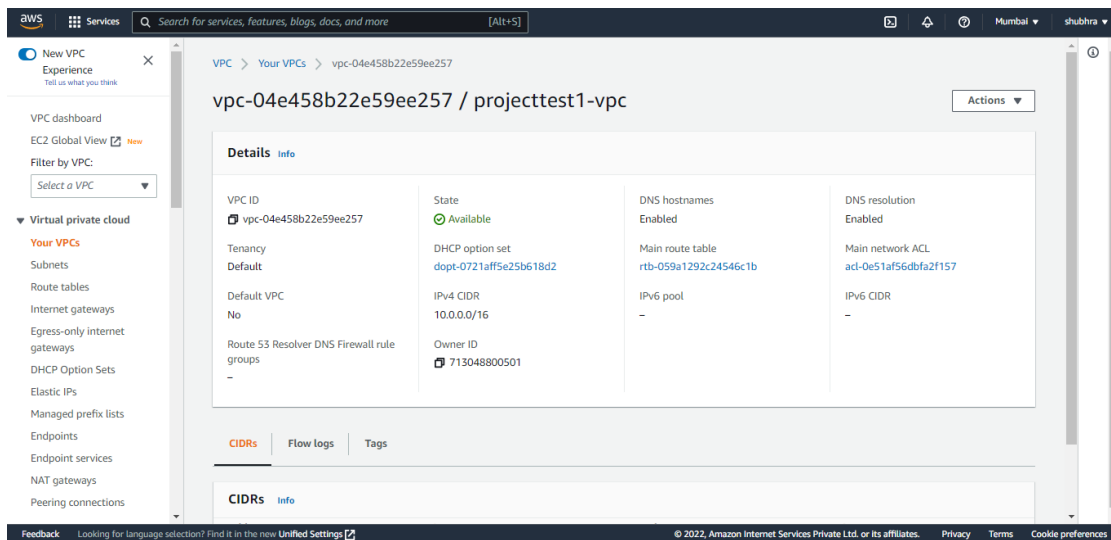 aws Services Search for services, features, blogs, docs, and more [Alt+S] Mumbai shubhra
New VPC
Experience
Tell us what you think
VPC dashboard
EC2 Global View New
Filter by VPC:
Select a VPC
Virtual private cloud
Your VPCs
Subnets
Route tables
Internet gateways
Egress-only internet
gateways
DHCP Option Sets
Elastic IPs
Managed prefix lists
Endpoints
Endpoint services
NAT gateways
Peering connections
VPC > Your VPCs > vpc-04e458b22e59ee257
vpc-04e458b22e59ee257 / projecttest1-vpc
Actions
Details Info
VPC ID
vpc-04e458b22e59ee257
State
Available
DNS hostnames
Enabled
DNS resolution
Enabled
Tenancy
Default
DHCP option set
dopt-0721aff5e25b618d2
Main route table
rtb-059a1292c24546c1b
Main network ACL
acl-0e51af56dbfa2f157
Default VPC
No
IPv4 CIDR
10.0.0.0/16
IPv6 pool
–
IPv6 CIDR
–
Route 53 Resolver DNS Firewall rule
groups
–
Owner ID
713048800501
CIDRs Flow logs Tags
CIDRs Info
Feedback Looking for language selection? Find it in the new Unified Settings © 2022, Amazon Internet Services Private Ltd. or its affiliates. Privacy Terms Cookie preferences